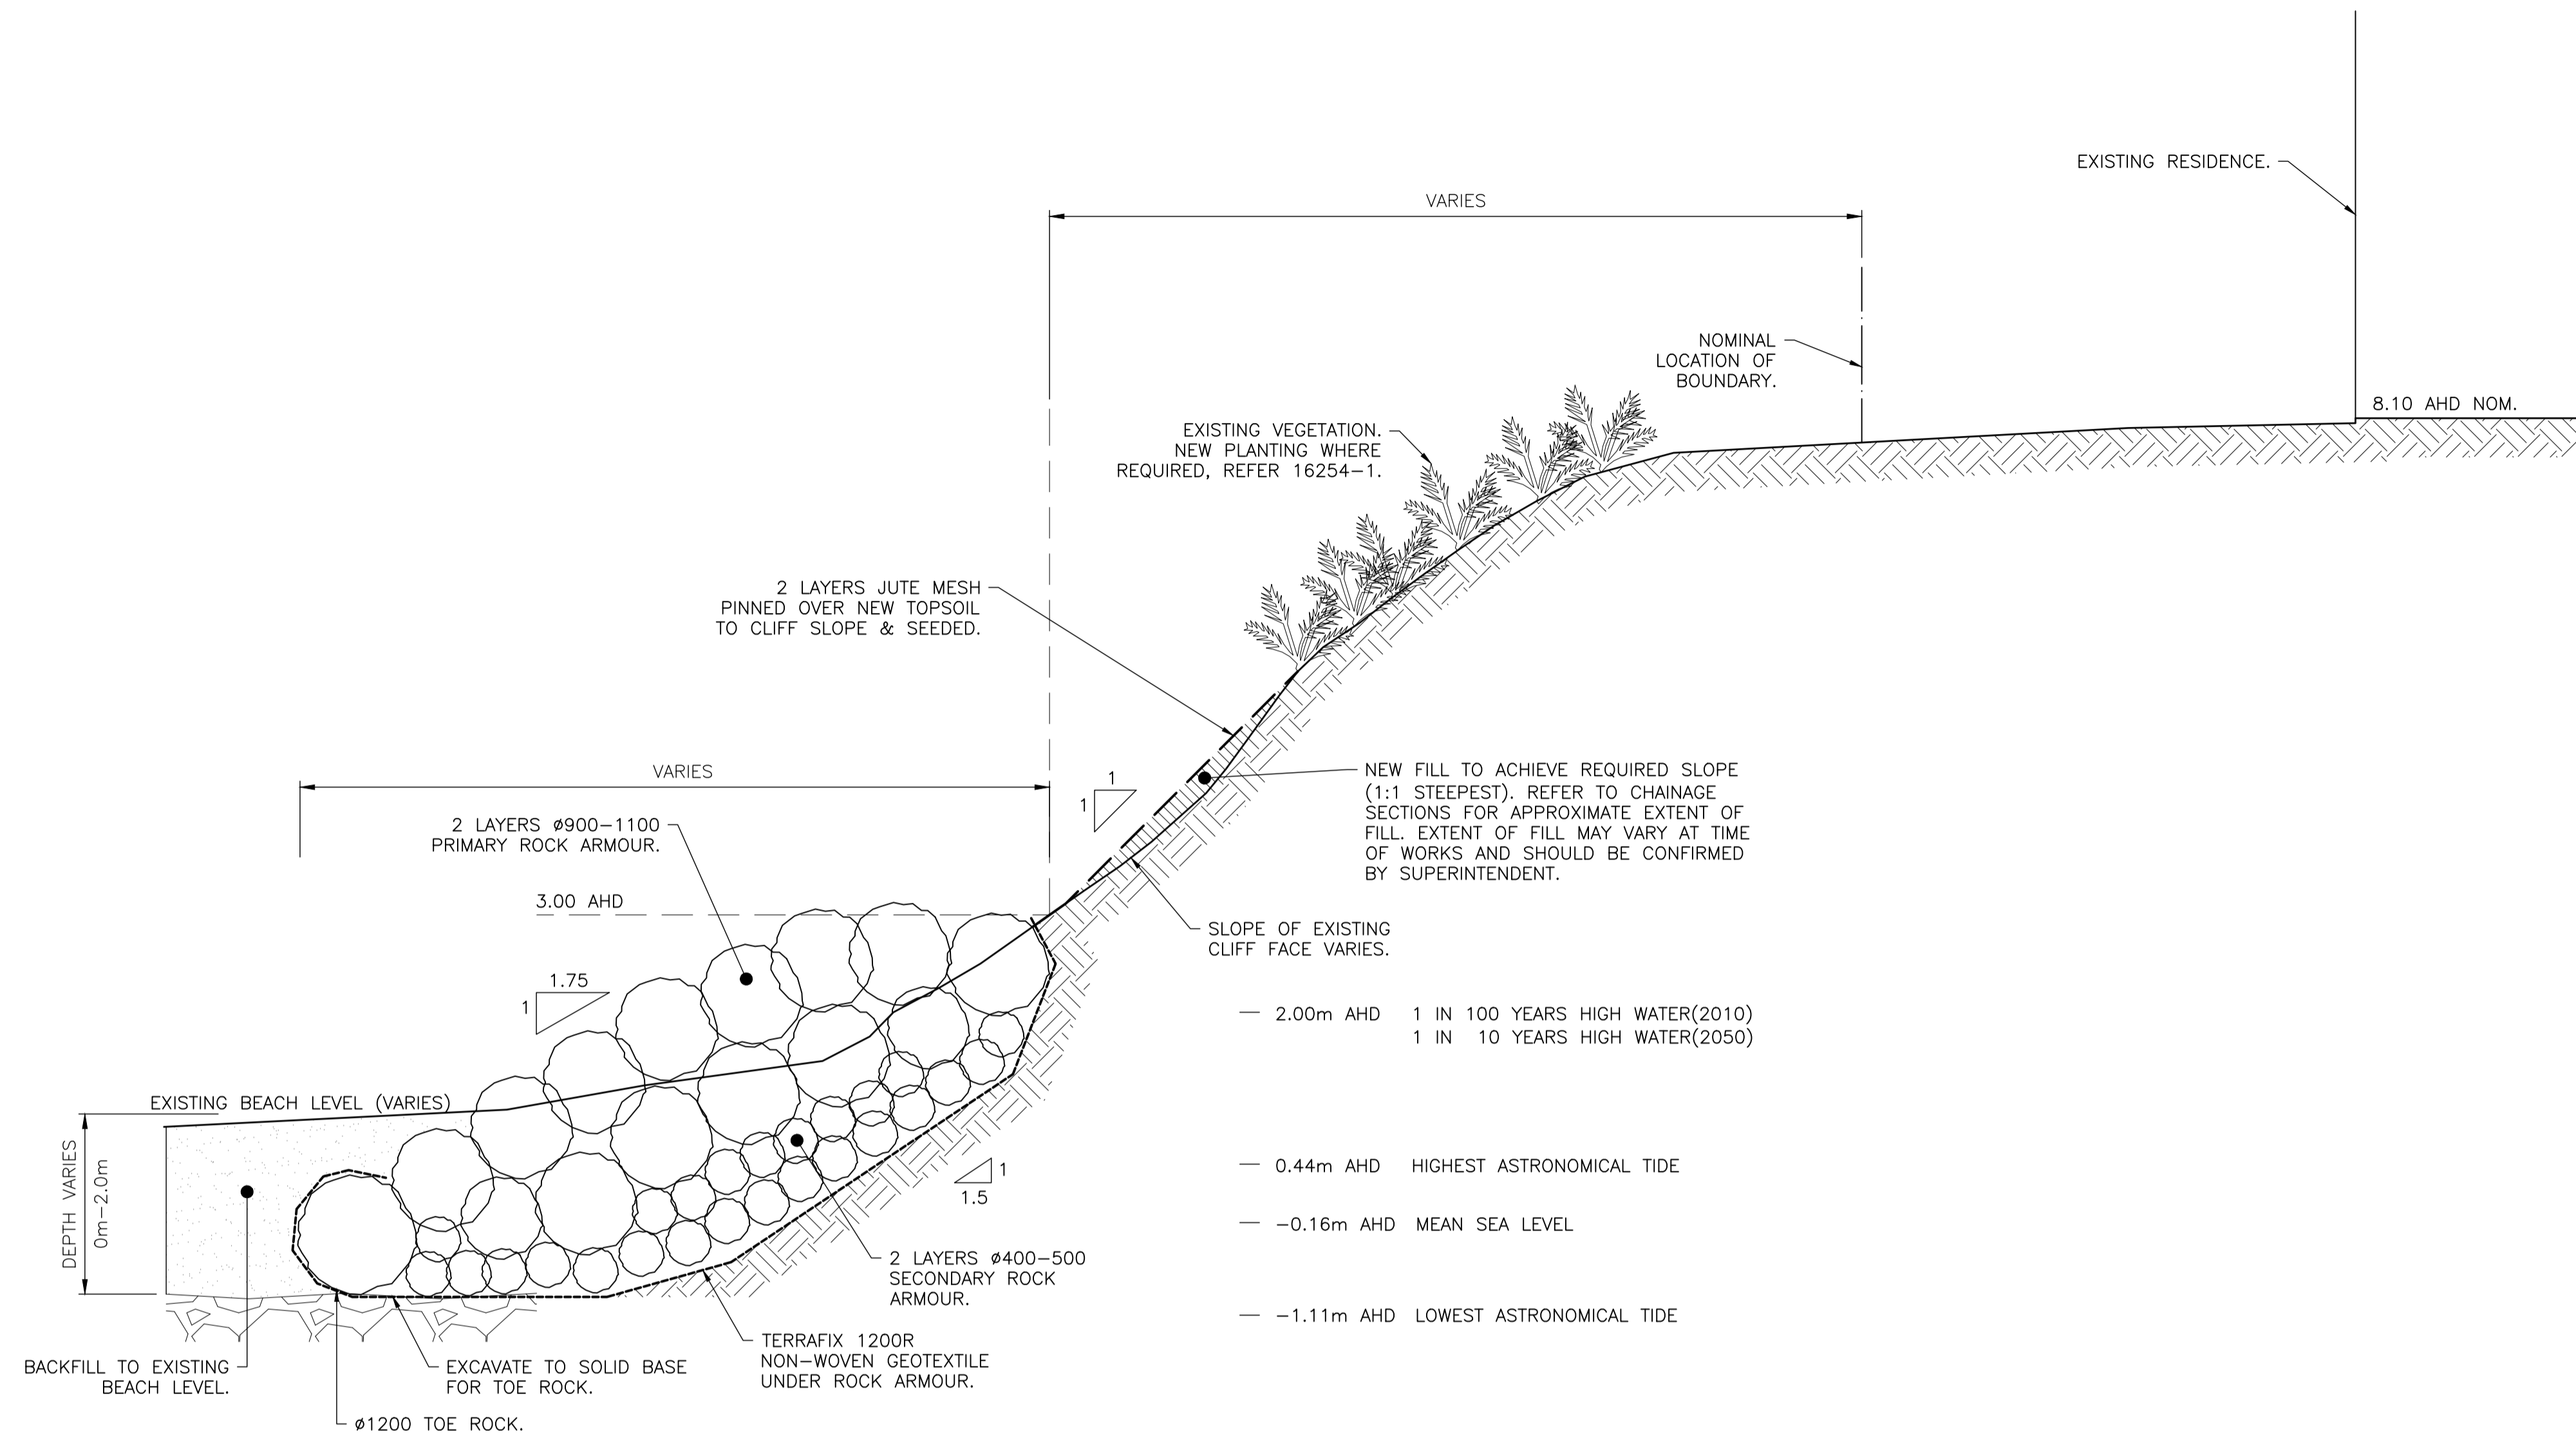 EXISTING RESIDENCE.
VARIES
NOMINAL
LOCATION OF
BOUNDARY.
8.10 AHD NOM.
EXISTING VEGETATION.
NEW PLANTING WHERE
REQUIRED, REFER 16254-1.
2 LAYERS JUTE MESH
PINNED OVER NEW TOPSOIL
TO CLIFF SLOPE & SEEDED.
VARIES
1
1
NEW FILL TO ACHIEVE REQUIRED SLOPE
(1:1 STEEPEST). REFER TO CHAINAGE
SECTIONS FOR APPROXIMATE EXTENT OF
FILL. EXTENT OF FILL MAY VARY AT TIME
OF WORKS AND SHOULD BE CONFIRMED
BY SUPERINTENDENT.
2 LAYERS ø900-1100
PRIMARY ROCK ARMOUR.
3.00 AHD
SLOPE OF EXISTING
CLIFF FACE VARIES.
1.75
1
2.00m AHD 1 IN 100 YEARS HIGH WATER(2010)
1 IN 10 YEARS HIGH WATER(2050)
EXISTING BEACH LEVEL (VARIES)
DEPTH VARIES
0m-2.0m
1
1.5
0.44m AHD HIGHEST ASTRONOMICAL TIDE
-0.16m AHD MEAN SEA LEVEL
-1.11m AHD LOWEST ASTRONOMICAL TIDE
2 LAYERS ø400-500
SECONDARY ROCK
ARMOUR.
TERRAFIX 1200R
NON-WOVEN GEOTEXTILE
UNDER ROCK ARMOUR.
BACKFILL TO EXISTING
BEACH LEVEL.
EXCAVATE TO SOLID BASE
FOR TOE ROCK.
ø1200 TOE ROCK.